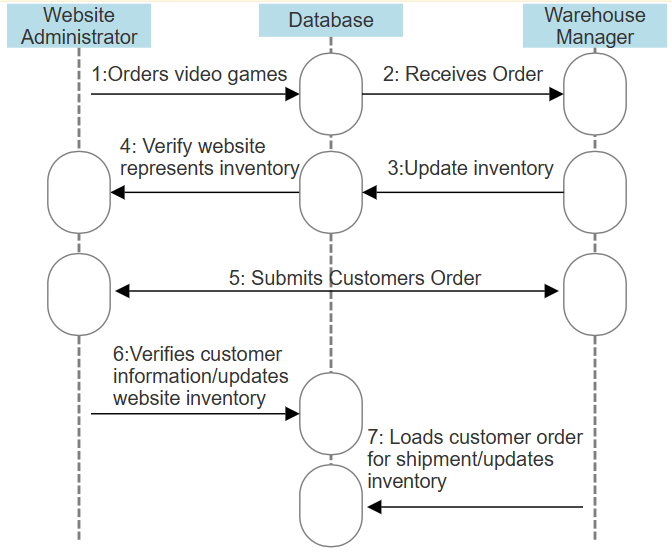 Website
Administrator
Database
Warehouse
Manager
1:Orders video games
2: Receives Order
4: Verify website
represents inventory
3:Update inventory
5: Submits Customers Order
6:Verifies customer
information/updates
website inventory
7: Loads customer order
for shipment/updates
inventory